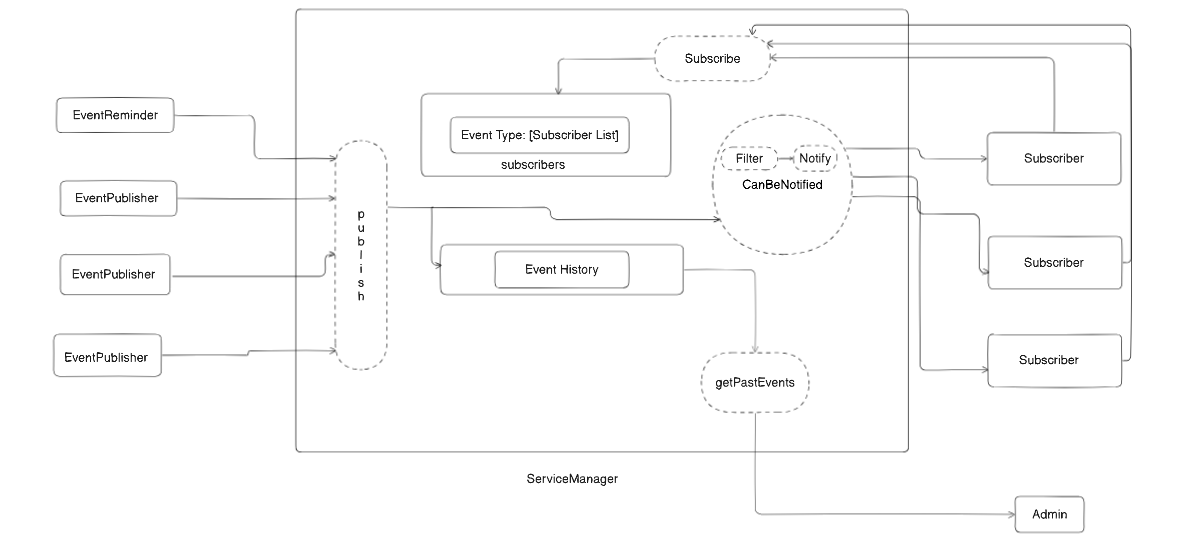 Subscribe
EventReminder
Event Type: [Subscriber List]
subscribers
Filter
Notify
CanBeNotified
Subscriber
EventPublisher
publish
Event History
Subscriber
EventPublisher
EventPublisher
Subscriber
getPastEvents
ServiceManager
Admin